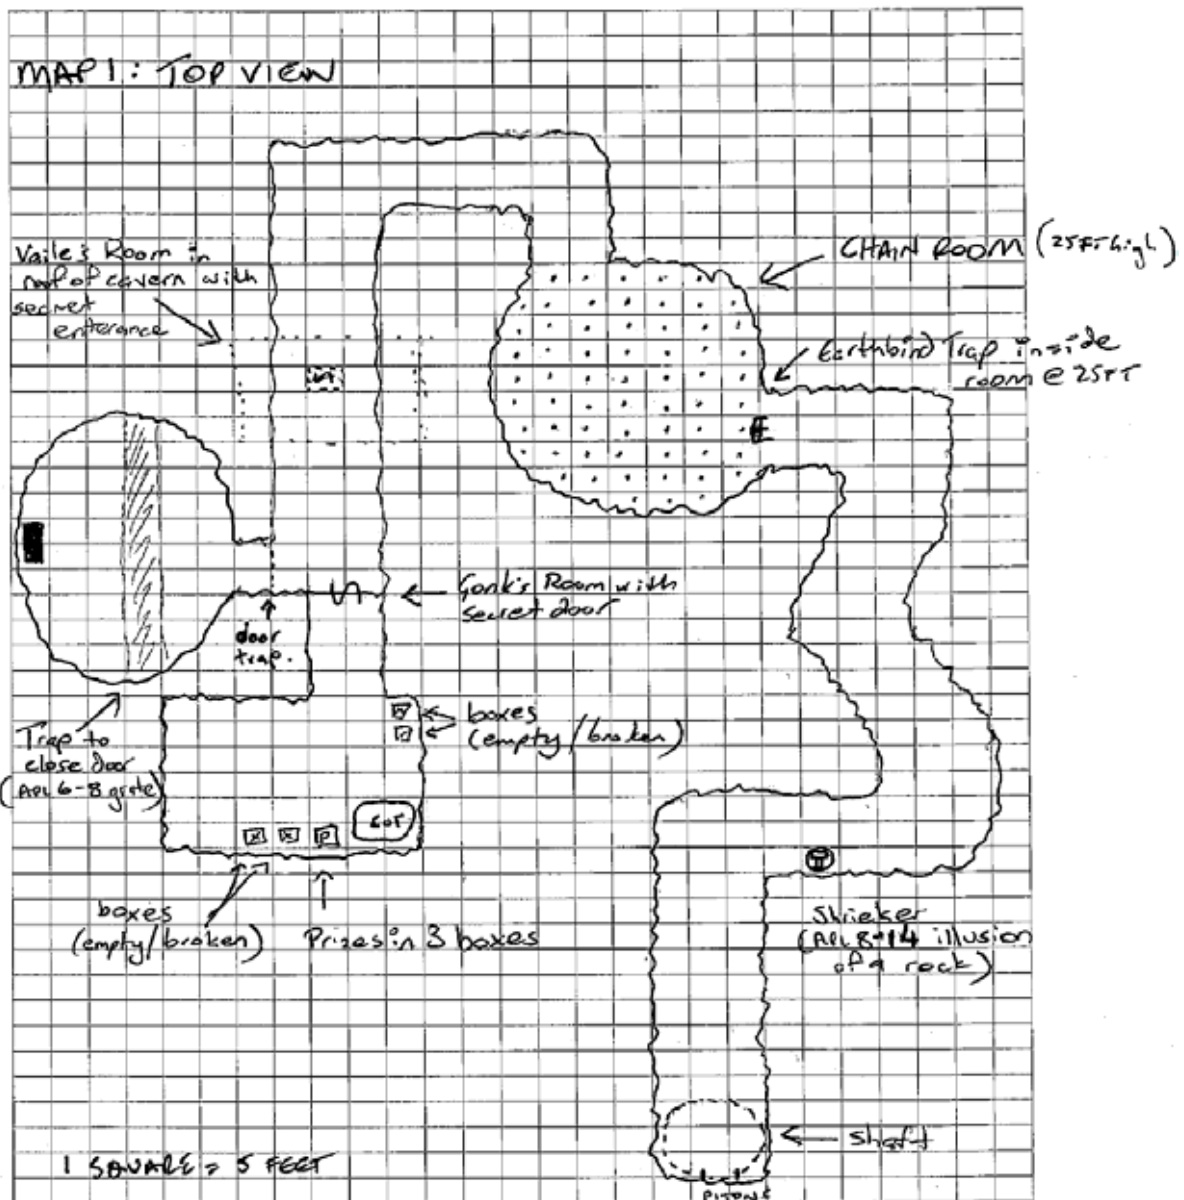 MAP 1: TOP VIEW
Vaile's Room in
roof of cavern with
secret
enterance
CHAIN ROOM (25FT high)
Earthbind Trap inside
room @ 25FT
E
Gonk's Room with
secret door
door
trap.
Trap to
close door
(APL 6-8 grate)
boxes
(empty/broken)
COT
X X P
boxes
(empty/broken)
Prizes in 3 boxes
Shrieker
(APL 8-14 illusion
of a rock)
shaft
1 SQUARE = 5 FEET
PITONS